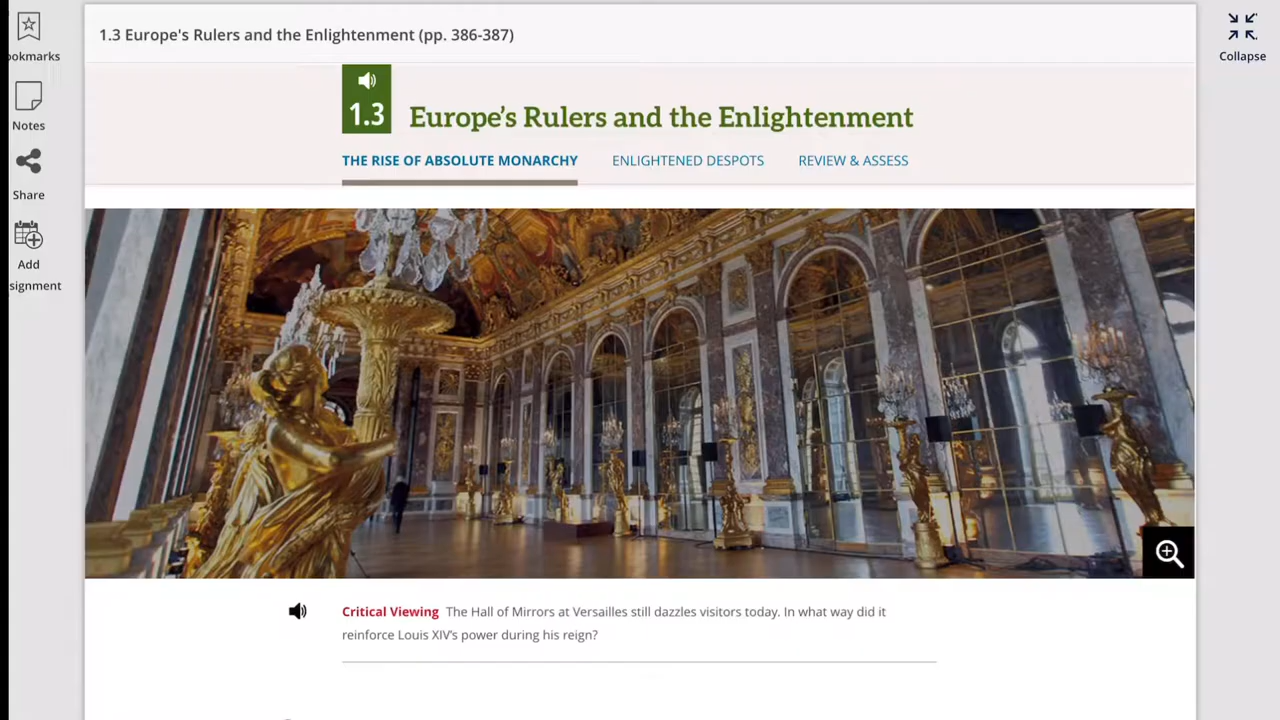 1.3 Europe's Rulers and the Enlightenment (pp. 386-387)
Collapse
ookmarks
Notes
Share
Add
signment
1.3 Europe’s Rulers and the Enlightenment
THE RISE OF ABSOLUTE MONARCHY ENLIGHTENED DESPOTS REVIEW & ASSESS
Critical Viewing The Hall of Mirrors at Versailles still dazzles visitors today. In what way did it
reinforce Louis XIV’s power during his reign?